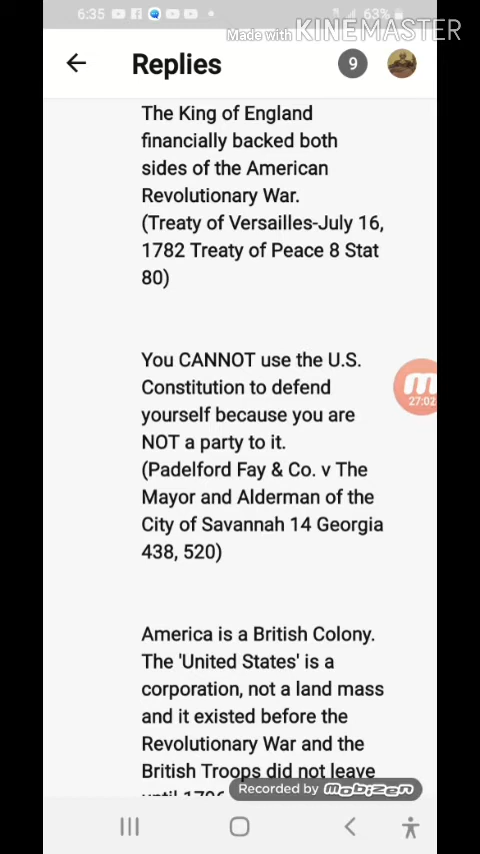 6:35
63%
Made with KINEMASTER
Replies
9
The King of England
financially backed both
sides of the American
Revolutionary War.
(Treaty of Versailles-July 16,
1782 Treaty of Peace 8 Stat
80)
You CANNOT use the U.S.
Constitution to defend
yourself because you are
NOT a party to it.
(Padelford Fay & Co. v The
Mayor and Alderman of the
City of Savannah 14 Georgia
438, 520)
27:02
America is a British Colony.
The 'United States' is a
corporation, not a land mass
and it existed before the
Revolutionary War and the
British Troops did not leave
Recorded by mobizen